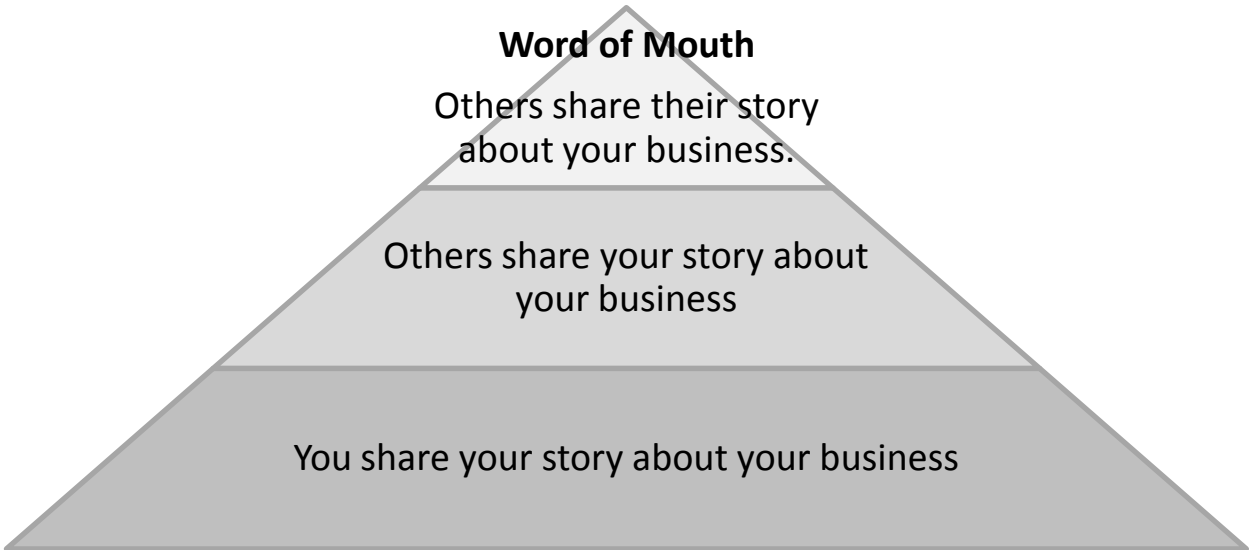 Word of Mouth
Others share their story
about your business.
Others share your story about
your business
You share your story about your business